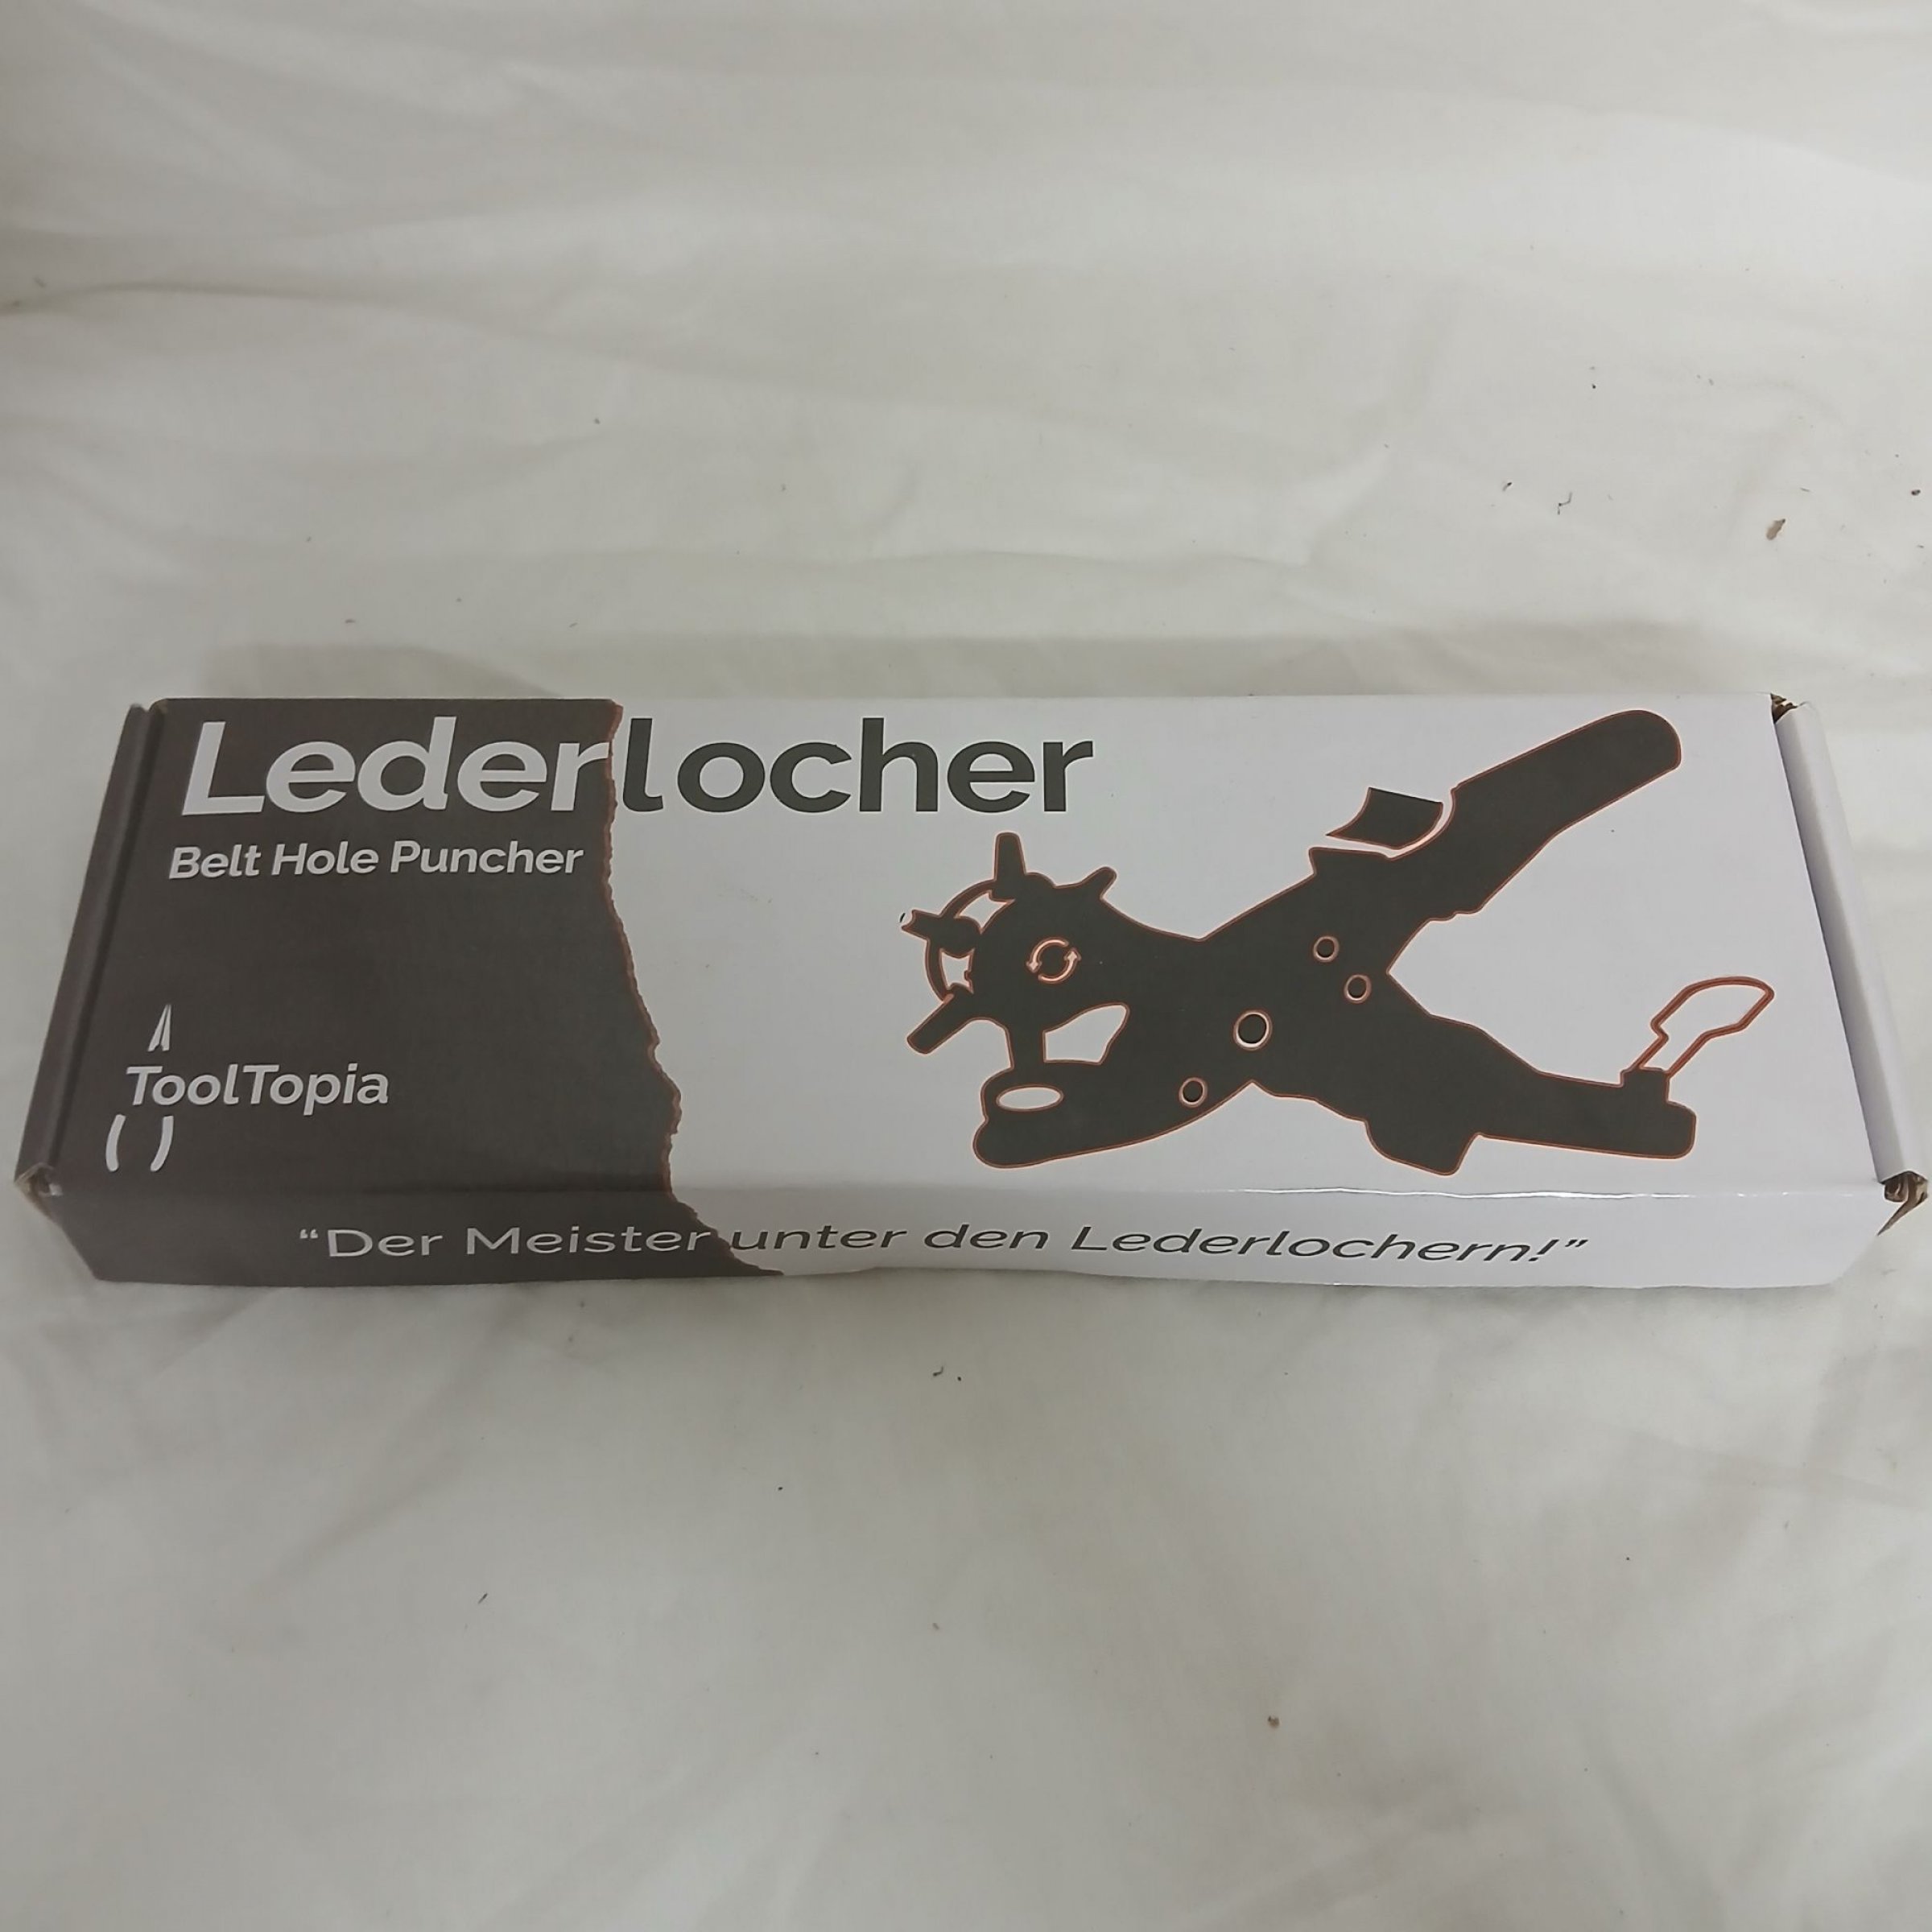 Lederlocher
Belt Hole Puncher
ToolTopia
“Der Meister unter den Lederlochern!”